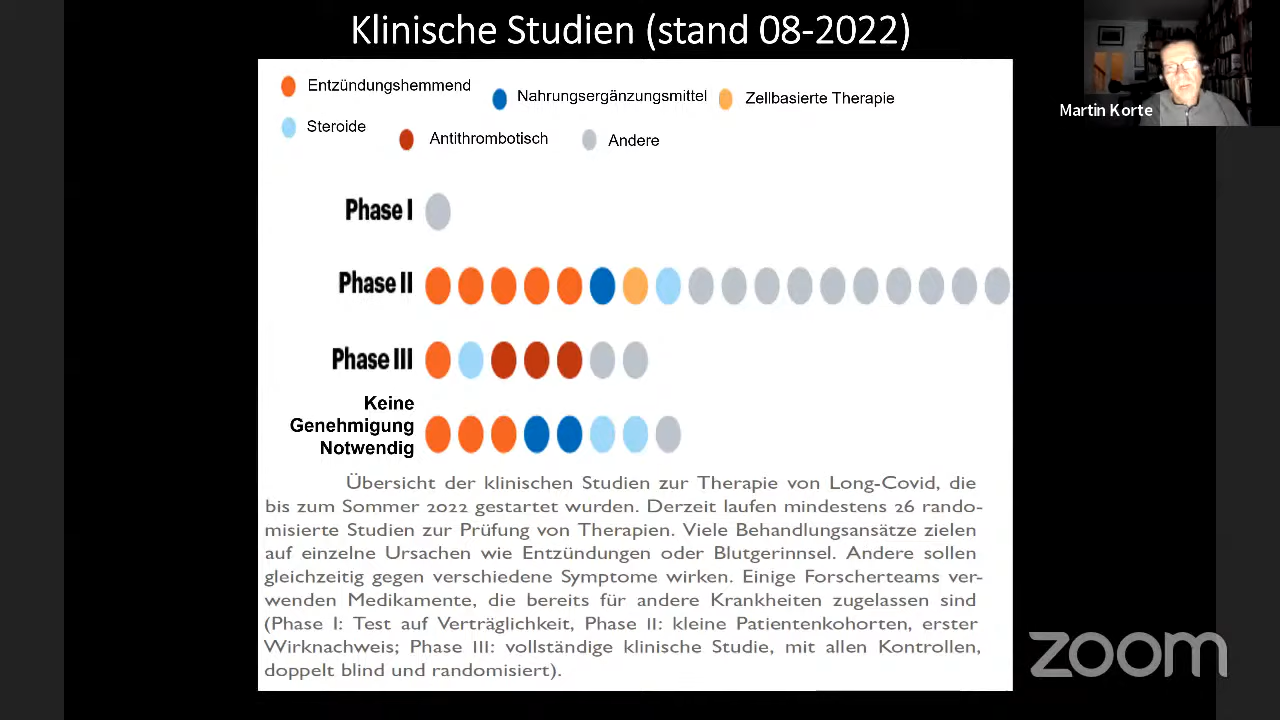 Klinische Studien (stand 08-2022)
Martin Korte
Entzündungshemmend
Nahrungsergänzungsmittel
Zellbasierte Therapie
Steroide
Antithrombotisch
Andere
Phase I
Phase II
Phase III
Keine
Genehmigung
Notwendig
Übersicht der klinischen Studien zur Therapie von Long-Covid, die
bis zum Sommer 2022 gestartet wurden. Derzeit laufen mindestens 26 rando-
misierte Studien zur Prüfung von Therapien. Viele Behandlungsansätze zielen
auf einzelne Ursachen wie Entzündungen oder Blutgerinnsel. Andere sollen
gleichzeitig gegen verschiedene Symptome wirken. Einige Forscherteams ver-
wenden Medikamente, die bereits für andere Krankheiten zugelassen sind
(Phase I: Test auf Verträglichkeit, Phase II: kleine Patientenkohorten, erster
Wirknachweis; Phase III: vollständige klinische Studie, mit allen Kontrollen,
doppelt blind und randomisiert).
zoom